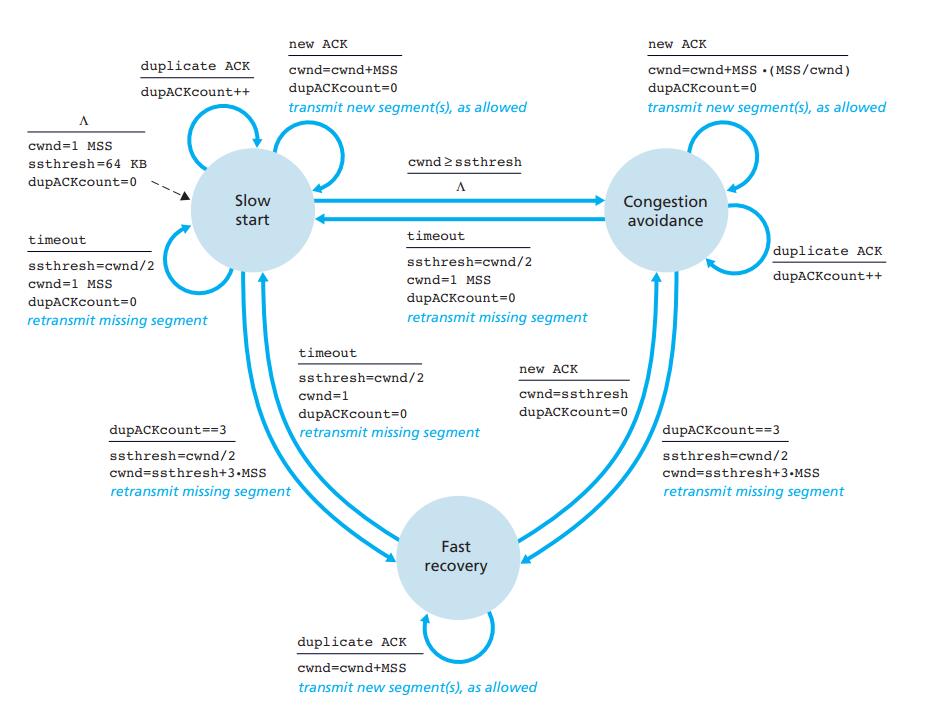 new ACK
cwnd=cwnd+MSS
dupACKcount=0
transmit new segment(s), as allowed
new ACK
cwnd=cwnd+MSS •(MSS/cwnd)
dupACKcount=0
transmit new segment(s), as allowed
duplicate ACK
dupACKcount++
Λ
cwnd=1 MSS
ssthresh=64 KB
dupACKcount=0
cwnd≥ssthresh
Λ
Slow
start
Congestion
avoidance
timeout
ssthresh=cwnd/2
cwnd=1 MSS
dupACKcount=0
retransmit missing segment
timeout
ssthresh=cwnd/2
cwnd=1 MSS
dupACKcount=0
retransmit missing segment
duplicate ACK
dupACKcount++
timeout
ssthresh=cwnd/2
cwnd=1
dupACKcount=0
retransmit missing segment
new ACK
cwnd=ssthresh
dupACKcount=0
dupACKcount==3
ssthresh=cwnd/2
cwnd=ssthresh+3•MSS
retransmit missing segment
dupACKcount==3
ssthresh=cwnd/2
cwnd=ssthresh+3•MSS
retransmit missing segment
Fast
recovery
duplicate ACK
cwnd=cwnd+MSS
transmit new segment(s), as allowed